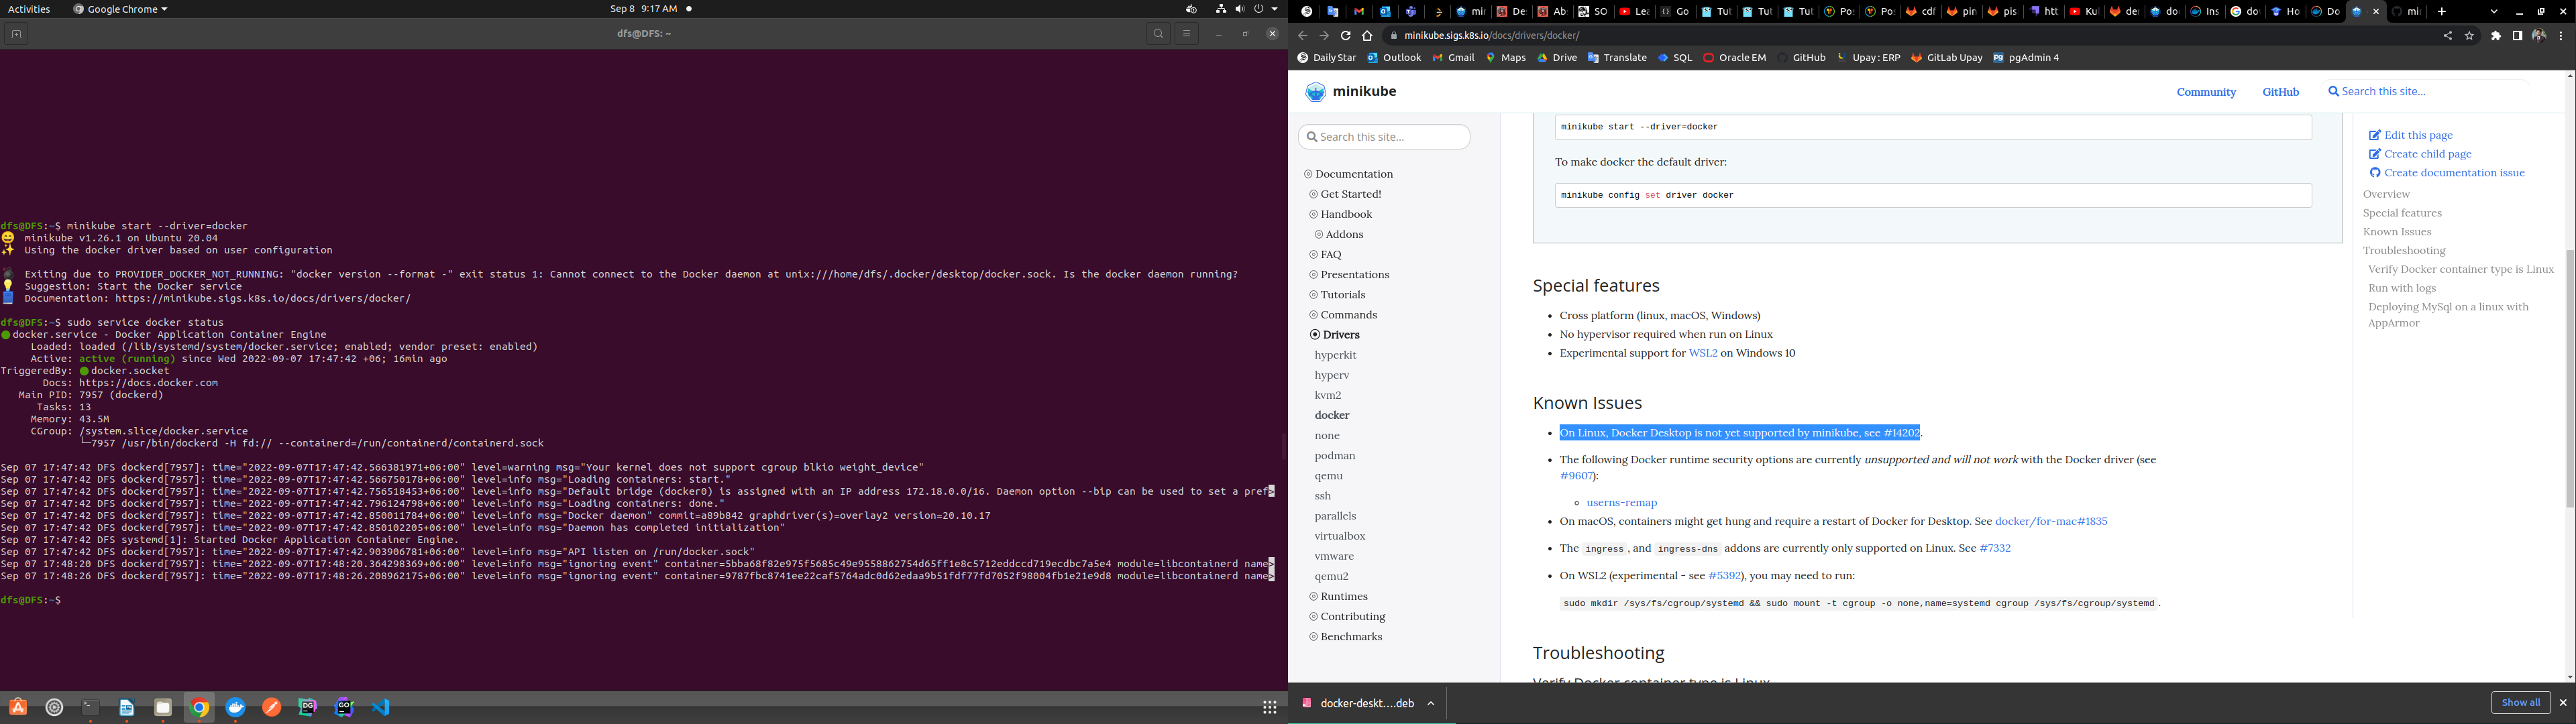 Activities
Google Chrome
Sep 8 9:17 AM
dfs@DFS: ~
dfs@DFS:~$ minikube start --driver=docker
minikube v1.26.1 on Ubuntu 20.04
Using the docker driver based on user configuration
Exiting due to PROVIDER_DOCKER_NOT_RUNNING: "docker version --format -" exit status 1: Cannot connect to the Docker daemon at unix:///home/dfs/.docker/desktop/docker.sock. Is the docker daemon running?
Suggestion: Start the Docker service
Documentation: https://minikube.sigs.k8s.io/docs/drivers/docker/
dfs@DFS:~$ sudo service docker status
docker.service - Docker Application Container Engine
Loaded: loaded (/lib/systemd/system/docker.service; enabled; vendor preset: enabled)
Active: active (running) since Wed 2022-09-07 17:47:42 +06; 16min ago
TriggeredBy: docker.socket
Docs: https://docs.docker.com
Main PID: 7957 (dockerd)
Tasks: 13
Memory: 43.5M
CGroup: /system.slice/docker.service
└─7957 /usr/bin/dockerd -H fd:// --containerd=/run/containerd/containerd.sock
Sep 07 17:47:42 DFS dockerd[7957]: time="2022-09-07T17:47:42.566381971+06:00" level=warning msg="Your kernel does not support cgroup blkio weight_device"
Sep 07 17:47:42 DFS dockerd[7957]: time="2022-09-07T17:47:42.566750178+06:00" level=info msg="Loading containers: start."
Sep 07 17:47:42 DFS dockerd[7957]: time="2022-09-07T17:47:42.756518453+06:00" level=info msg="Default bridge (docker0) is assigned with an IP address 172.18.0.0/16. Daemon option --bip can be used to set a pref>
Sep 07 17:47:42 DFS dockerd[7957]: time="2022-09-07T17:47:42.796124798+06:00" level=info msg="Loading containers: done."
Sep 07 17:47:42 DFS dockerd[7957]: time="2022-09-07T17:47:42.850011784+06:00" level=info msg="Docker daemon" commit=a89b842 graphdriver(s)=overlay2 version=20.10.17
Sep 07 17:47:42 DFS dockerd[7957]: time="2022-09-07T17:47:42.850102205+06:00" level=info msg="Daemon has completed initialization"
Sep 07 17:47:42 DFS systemd[1]: Started Docker Application Container Engine.
Sep 07 17:47:42 DFS dockerd[7957]: time="2022-09-07T17:47:42.903906781+06:00" level=info msg="API listen on /run/docker.sock"
Sep 07 17:48:20 DFS dockerd[7957]: time="2022-09-07T17:48:20.364298369+06:00" level=info msg="ignoring event" container=5bba68f82e975f5685c49e9558862754d65ff1e8c5712eddccd719ecdbc7a5e4 module=libcontainerd name>
Sep 07 17:48:26 DFS dockerd[7957]: time="2022-09-07T17:48:26.208962175+06:00" level=info msg="ignoring event" container=9787fbc8741ee22caf5764adc0d62edaa9b51fdf77fd7052f98004fb1e21e9d8 module=libcontainerd name>
dfs@DFS:~$
minikube.sigs.k8s.io/docs/drivers/docker/
Daily Star Outlook Gmail Maps Drive Translate SQL Oracle EM GitHub Upay : ERP GitLab Upay pgAdmin 4
minikube
Community GitHub Search this site...
Search this site...
Documentation
Get Started!
Handbook
Addons
FAQ
Presentations
Tutorials
Commands
Drivers
hyperkit
hyperv
kvm2
docker
none
podman
qemu
ssh
parallels
virtualbox
vmware
qemu2
Runtimes
Contributing
Benchmarks
minikube start --driver=docker
To make docker the default driver:
minikube config set driver docker
Special features
Cross platform (linux, macOS, Windows)
No hypervisor required when run on Linux
Experimental support for WSL2 on Windows 10
Known Issues
On Linux, Docker Desktop is not yet supported by minikube, see #14202.
The following Docker runtime security options are currently unsupported and will not work with the Docker driver (see
#9607):
userns-remap
On macOS, containers might get hung and require a restart of Docker for Desktop. See docker/for-mac#1835
The ingress, and ingress-dns addons are currently only supported on Linux. See #7332
On WSL2 (experimental - see #5392), you may need to run:
sudo mkdir /sys/fs/cgroup/systemd && sudo mount -t cgroup -o none,name=systemd cgroup /sys/fs/cgroup/systemd.
Troubleshooting
Verify Docker container type is Linux
Edit this page
Create child page
Create documentation issue
Overview
Special features
Known Issues
Troubleshooting
Verify Docker container type is Linux
Run with logs
Deploying MySql on a linux with
AppArmor
docker-deskt....deb
Show all